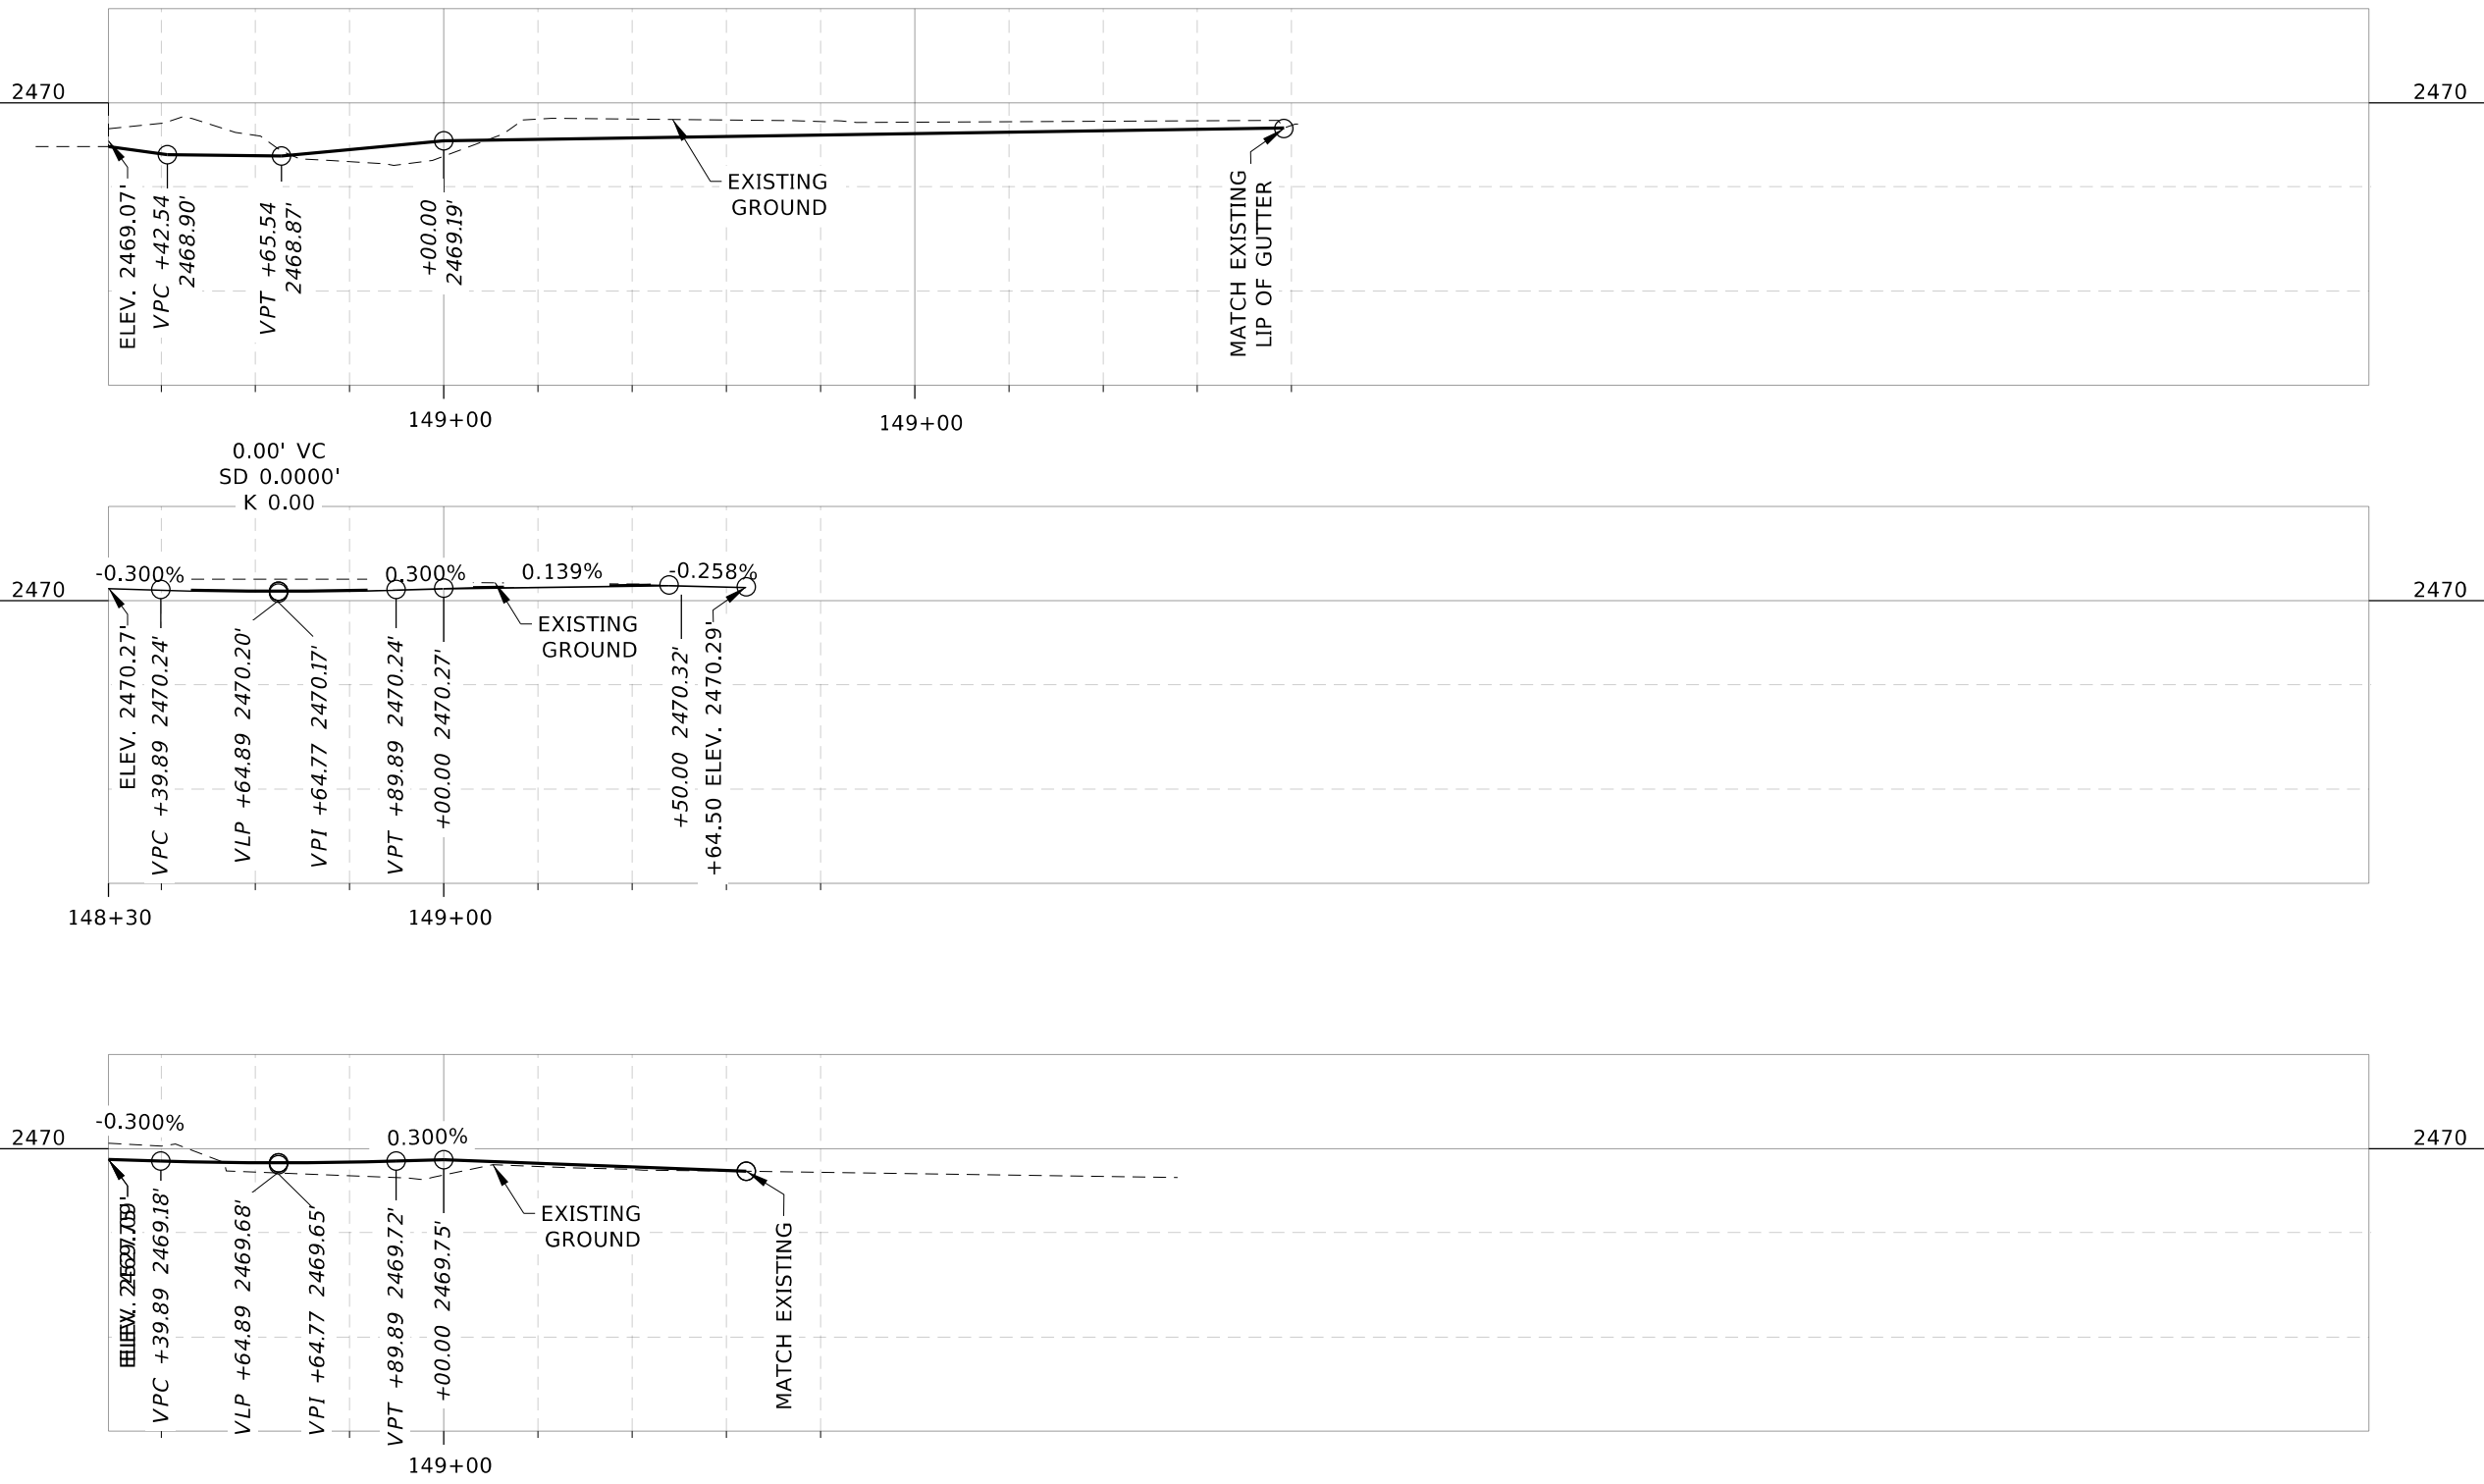 2470
2470
ELEV. 2469.07'
VPC +42.54
2468.90'
VPT +65.54
2468.87'
+00.00
2469.19'
EXISTING
GROUND
MATCH EXISTING
LIP OF GUTTER
149+00
149+00
0.00' VC
SD 0.0000'
K 0.00
-0.300%
0.300%
0.139%
-0.258%
2470
2470
ELEV. 2470.27'
VPC +39.89 2470.24'
VLP +64.89 2470.20'
VPI +64.77 2470.17'
VPT +89.89 2470.24'
+00.00 2470.27'
EXISTING
GROUND
+50.00 2470.32'
+64.50 ELEV. 2470.29'
148+30
149+00
-0.300%
0.300%
2470
2470
VPC +39.89 2469.18'
VLP +64.89 2469.68'
VPI +64.77 2469.65'
VPT +89.89 2469.72'
+00.00 2469.75'
EXISTING
GROUND
MATCH EXISTING
149+00